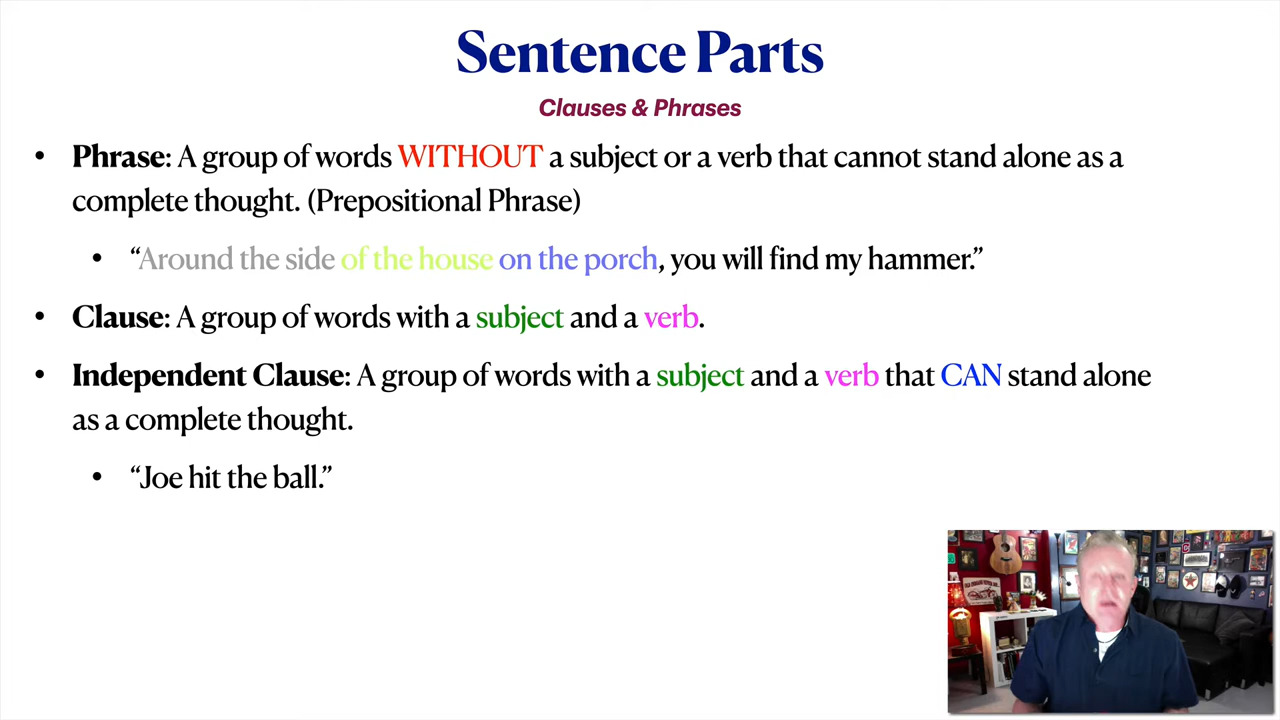 Sentence Parts
Clauses & Phrases
• Phrase: A group of words WITHOUT a subject or a verb that cannot stand alone as a
complete thought. (Prepositional Phrase)
• “Around the side of the house on the porch, you will find my hammer.”
• Clause: A group of words with a subject and a verb.
• Independent Clause: A group of words with a subject and a verb that CAN stand alone
as a complete thought.
• “Joe hit the ball.”